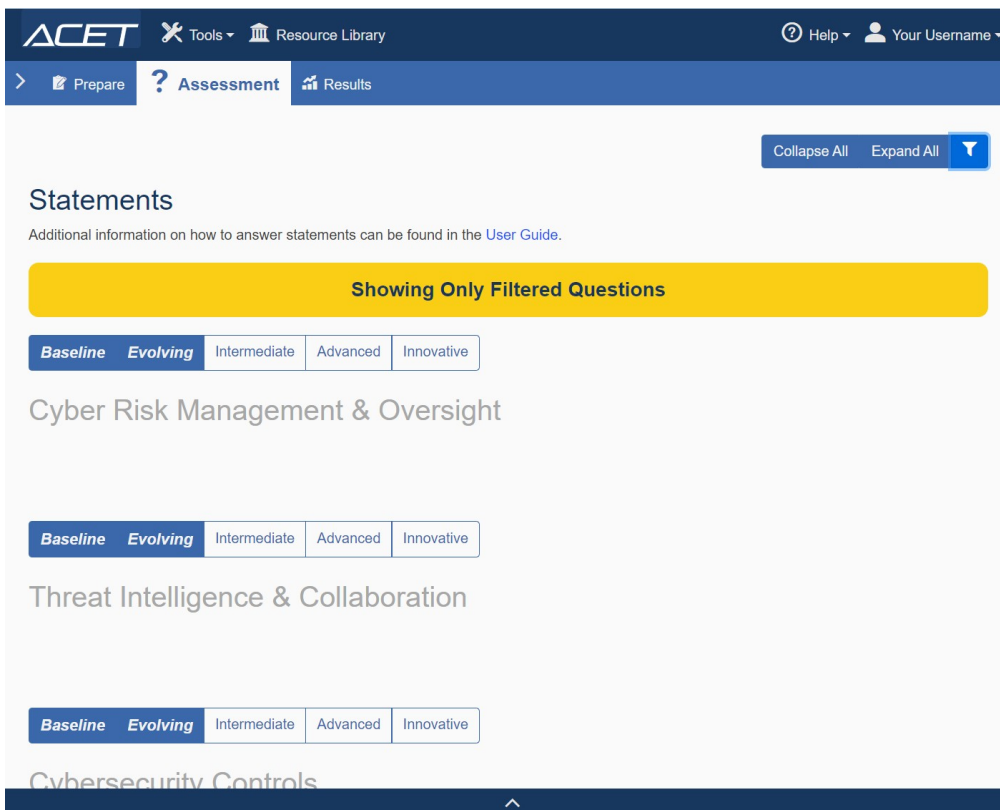 ACET Tools Resource Library Help Your Username
Prepare ? Assessment Results
Collapse All Expand All
Statements
Additional information on how to answer statements can be found in the User Guide.
Showing Only Filtered Questions
Baseline Evolving Intermediate Advanced Innovative
Cyber Risk Management & Oversight
Baseline Evolving Intermediate Advanced Innovative
Threat Intelligence & Collaboration
Baseline Evolving Intermediate Advanced Innovative
Cybersecurity Controls